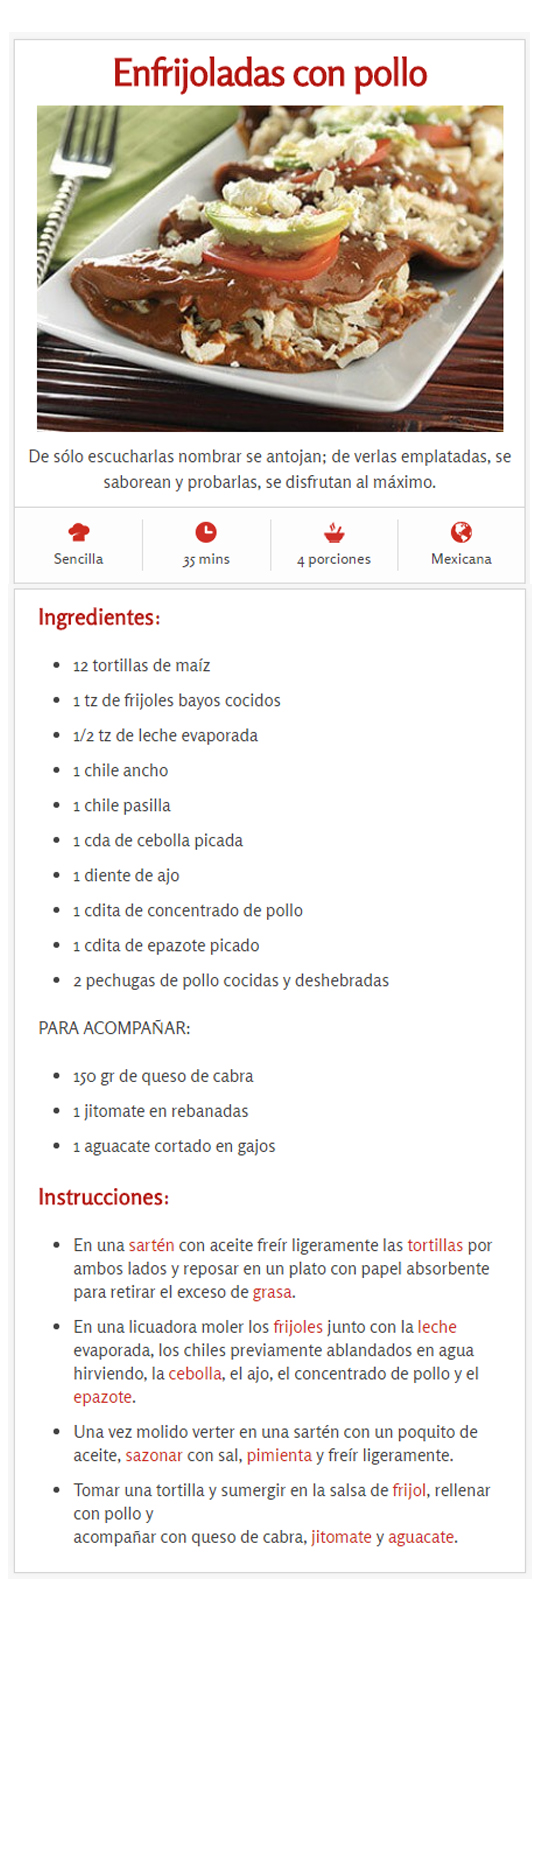 Enfrijoladas con pollo
De sólo escucharlas nombrar se antojan; de verlas emplatadas, se
saborean y probarlas, se disfrutan al máximo.
Sencilla
35 mins
4 porciones
Mexicana
Ingredientes:
• 12 tortillas de maíz
• 1 tz de frijoles bayos cocidos
• 1/2 tz de leche evaporada
• 1 chile ancho
• 1 chile pasilla
• 1 cda de cebolla picada
• 1 diente de ajo
• 1 cdita de concentrado de pollo
• 1 cdita de epazote picado
• 2 pechugas de pollo cocidas y deshebradas
PARA ACOMPAÑAR:
• 150 gr de queso de cabra
• 1 jitomate en rebanadas
• 1 aguacate cortado en gajos
Instrucciones:
• En una sartén con aceite freír ligeramente las tortillas por
ambos lados y reposar en un plato con papel absorbente
para retirar el exceso de grasa.
• En una licuadora moler los frijoles junto con la leche
evaporada, los chiles previamente ablandados en agua
hirviendo, la cebolla, el ajo, el concentrado de pollo y el
epazote.
• Una vez molido verter en una sartén con un poquito de
aceite, sazonar con sal, pimienta y freír ligeramente.
• Tomar una tortilla y sumergir en la salsa de frijol, rellenar
con pollo y
acompañar con queso de cabra, jitomate y aguacate.